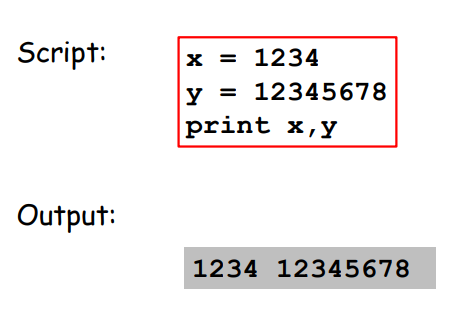 Script:
x = 1234
y = 12345678
print x,y
Output:
1234 12345678